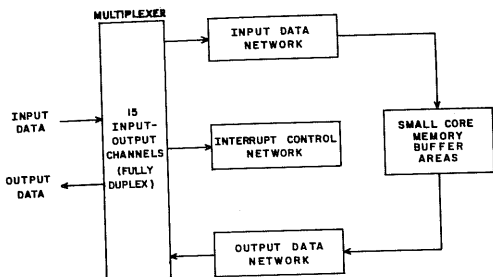 MULTIPLEXER
INPUT DATA
NETWORK
15
INPUT-
OUTPUT
CHANNELS
(FULLY
DUPLEX)
INPUT
DATA
OUTPUT
DATA
INTERRUPT CONTROL
NETWORK
SMALL CORE
MEMORY
BUFFER
AREAS
OUTPUT DATA
NETWORK